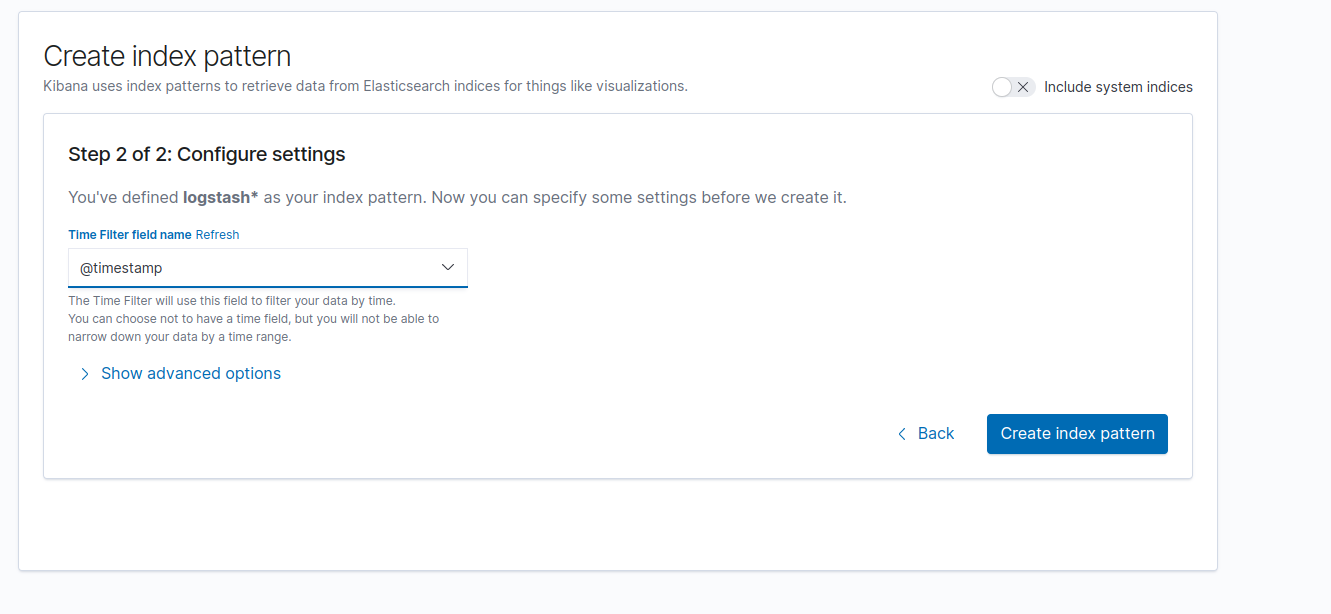 Create index pattern
Kibana uses index patterns to retrieve data from Elasticsearch indices for things like visualizations.
Include system indices
Step 2 of 2: Configure settings
You've defined logstash* as your index pattern. Now you can specify some settings before we create it.
Time Filter field name Refresh
@timestamp
The Time Filter will use this field to filter your data by time.
You can choose not to have a time field, but you will not be able to
narrow down your data by a time range.
Show advanced options
Back
Create index pattern